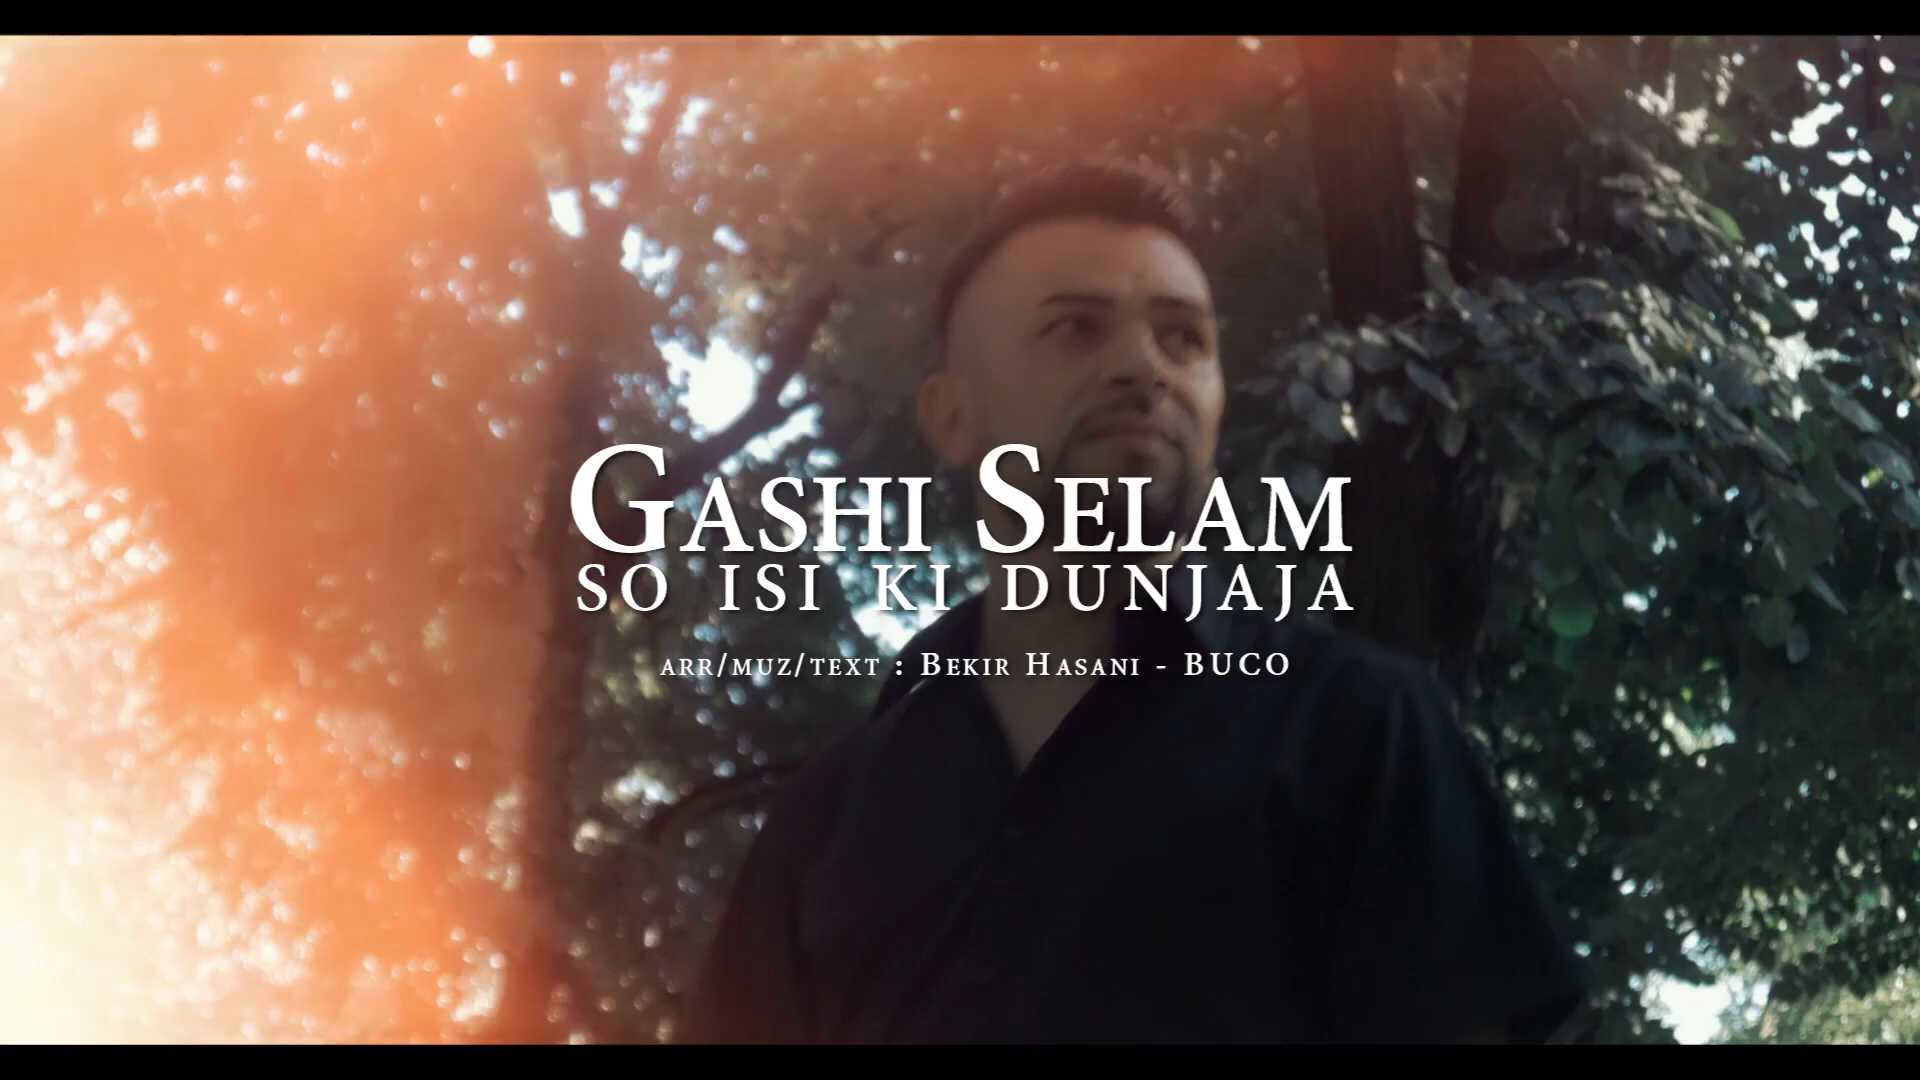 Gashi Selam
SO ISI KI DUNJAJA
arr/muz/text : Bekir Hasani - BUCO